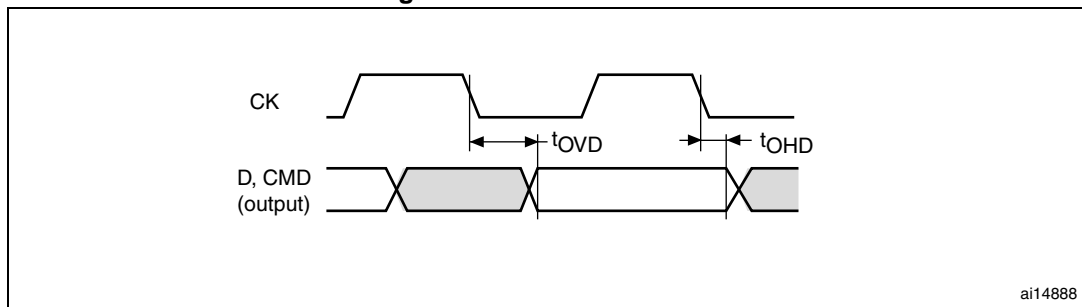 CK
tOVD
tOHD
D, CMD
(output)
ai14888